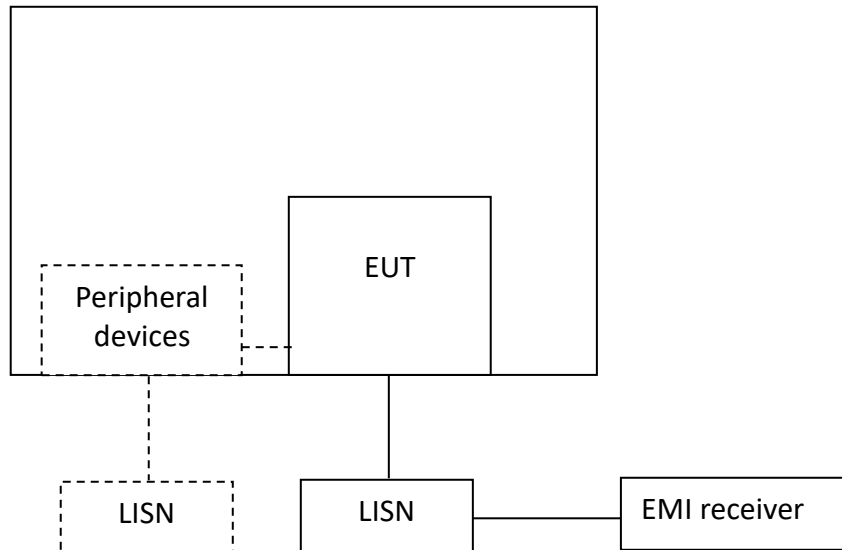 EUT
Peripheral
devices
LISN
LISN
EMI receiver